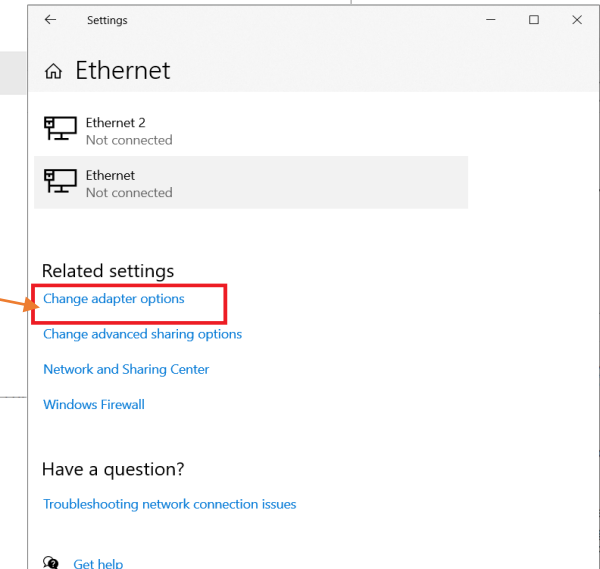 Settings
Ethernet
Ethernet 2
Not connected
Ethernet
Not connected
Related settings
Change adapter options
Change advanced sharing options
Network and Sharing Center
Windows Firewall
Have a question?
Troubleshooting network connection issues
Get help